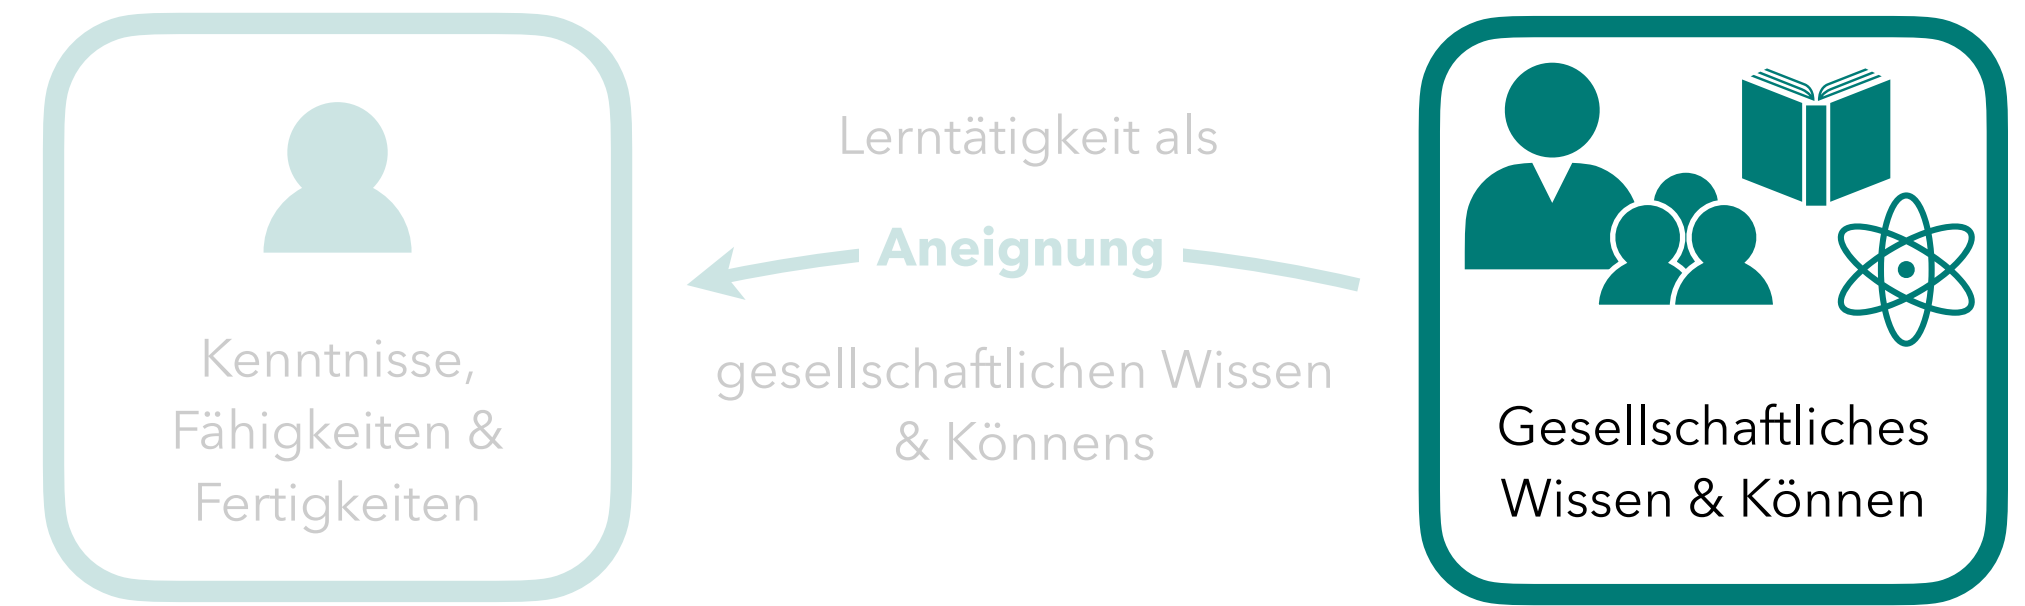 Kenntnisse,
Fähigkeiten &
Fertigkeiten
Lerntätigkeit als
Aneignung
gesellschaftlichen Wissen
& Könnens
Gesellschaftliches
Wissen & Können